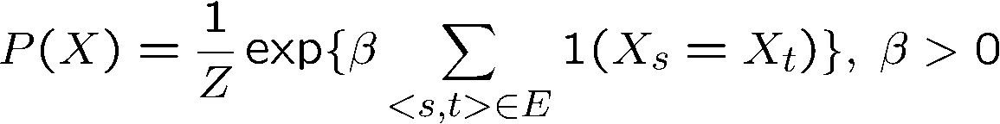 P(X) = \frac{1}{Z} \exp\{\beta \sum_{<s,t>\in E} 1(X_s = X_t)\}, \beta > 0